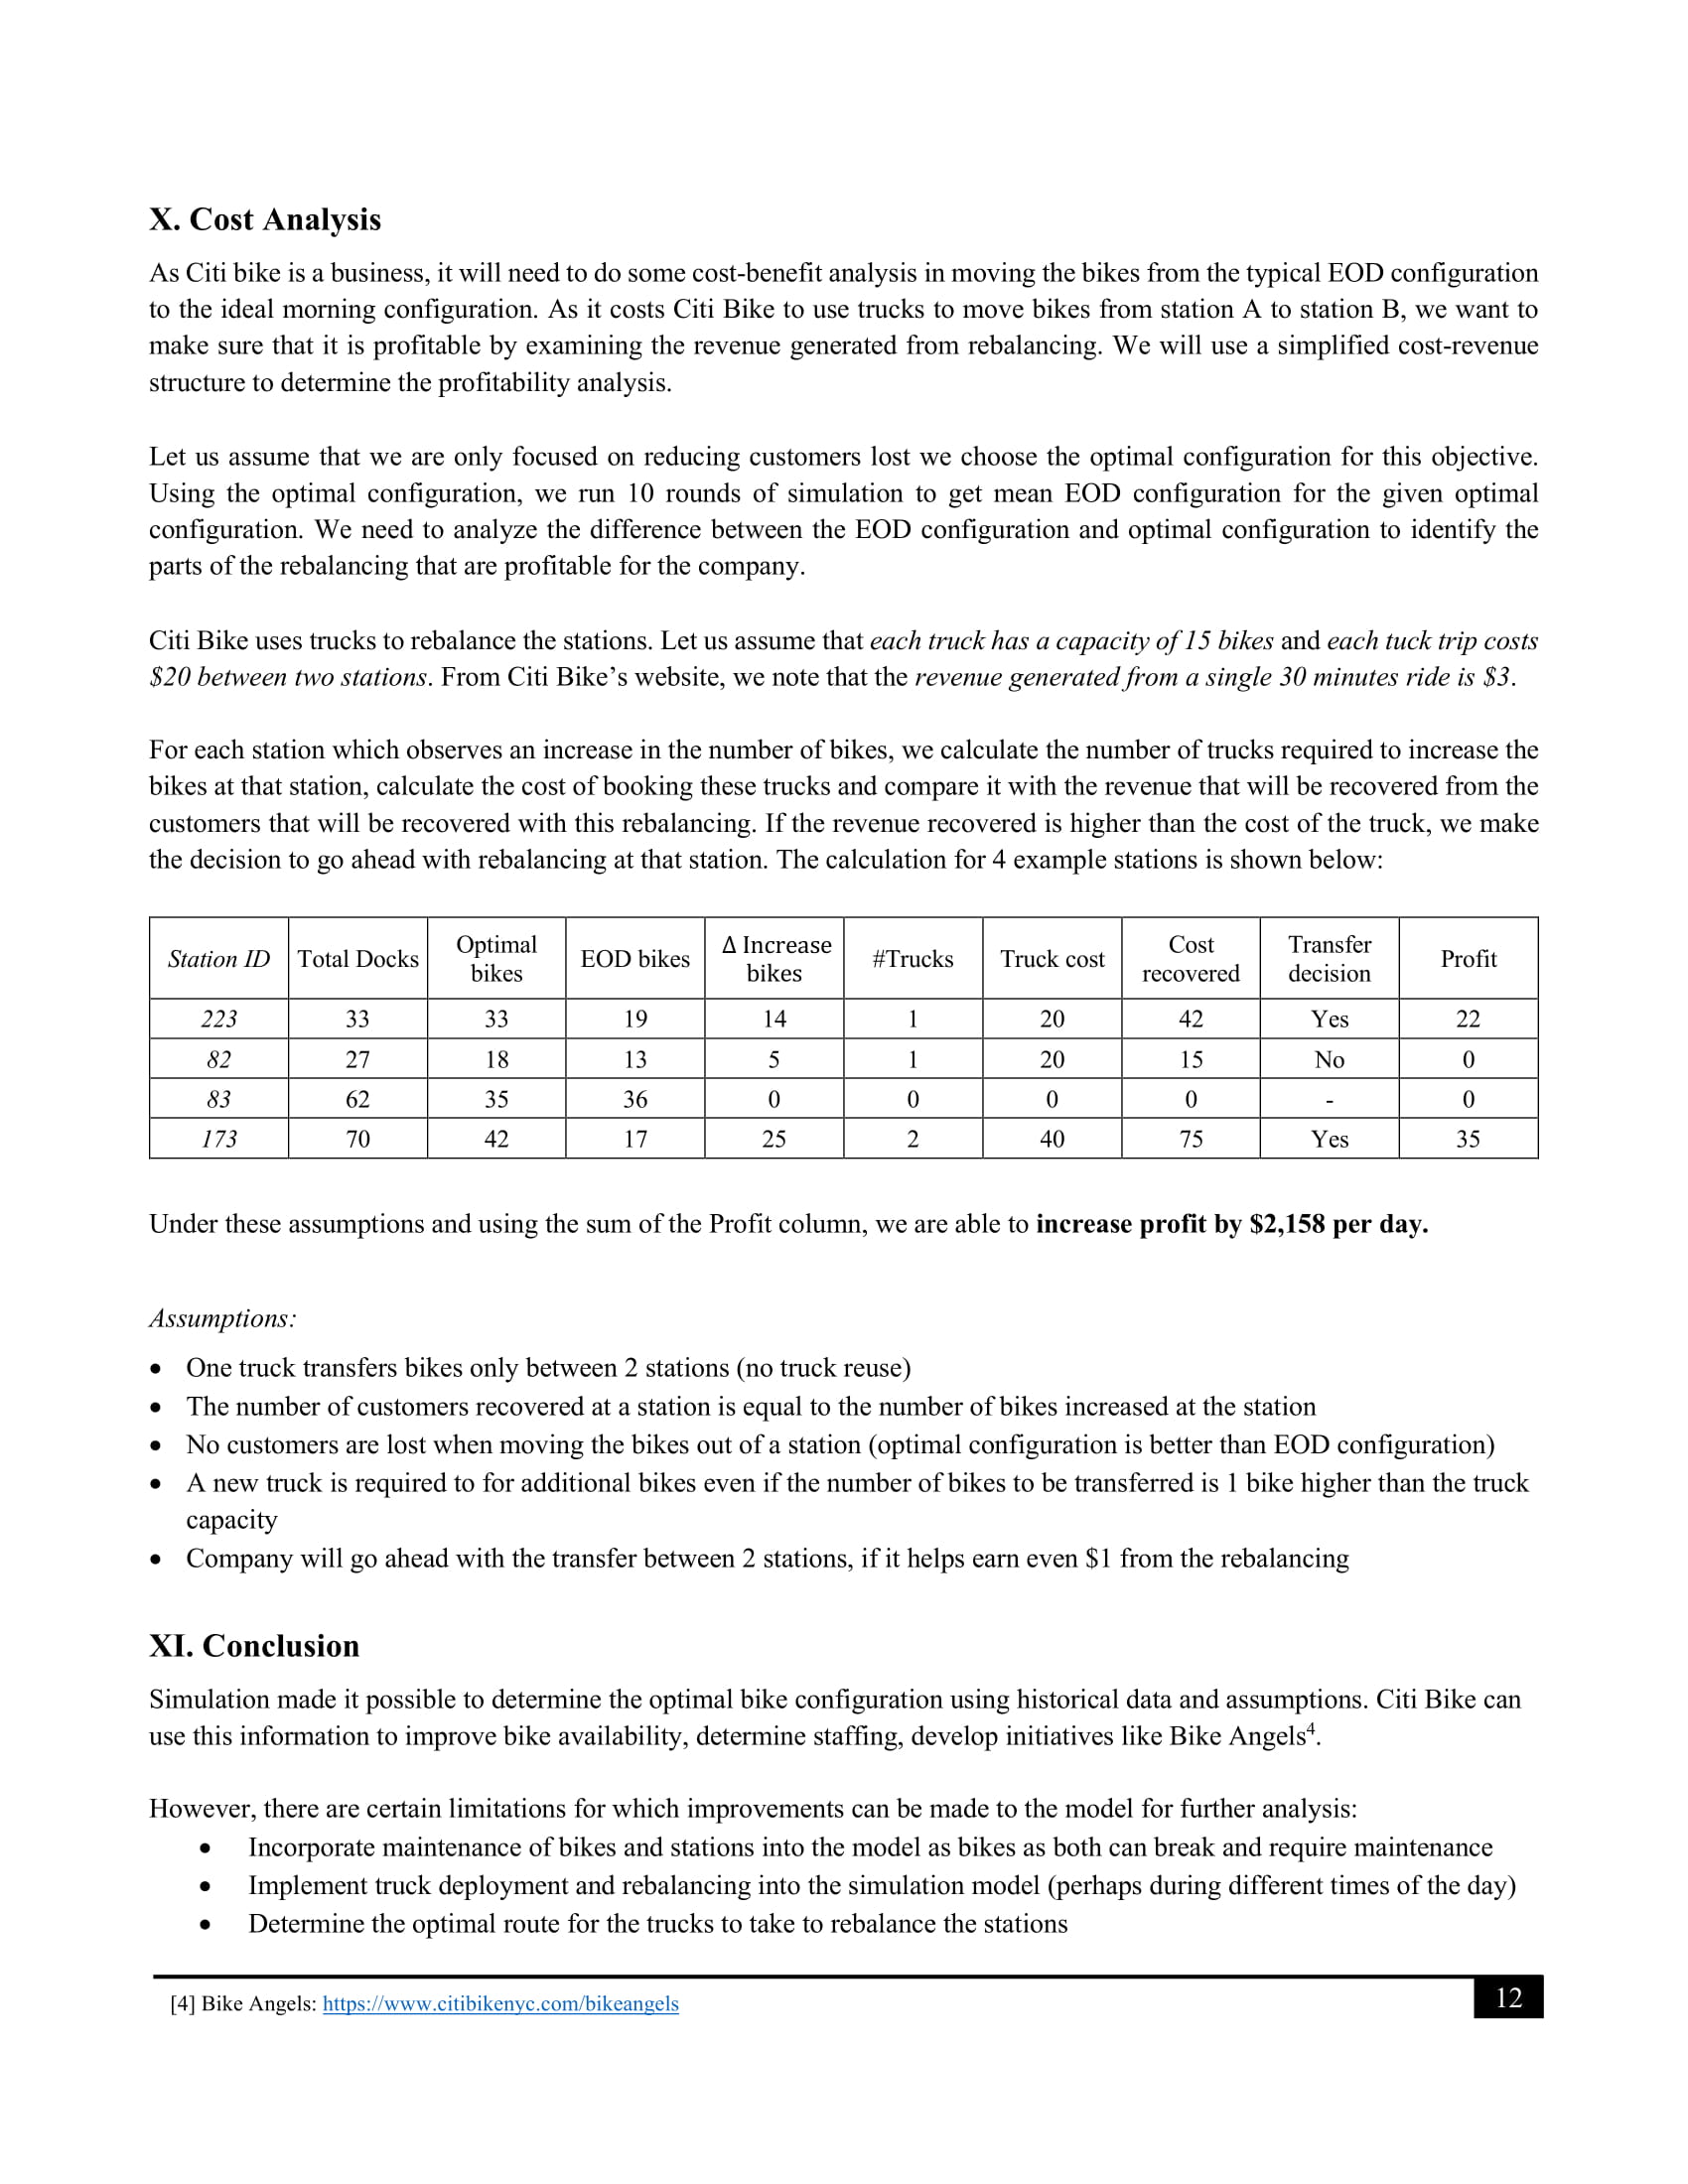 X. Cost Analysis
As Citi bike is a business, it will need to do some cost-benefit analysis in moving the bikes from the typical EOD configuration
to the ideal morning configuration. As it costs Citi Bike to use trucks to move bikes from station A to station B, we want to
make sure that it is profitable by examining the revenue generated from rebalancing. We will use a simplified cost-revenue
structure to determine the profitability analysis.
Let us assume that we are only focused on reducing customers lost we choose the optimal configuration for this objective.
Using the optimal configuration, we run 10 rounds of simulation to get mean EOD configuration for the given optimal
configuration. We need to analyze the difference between the EOD configuration and optimal configuration to identify the
parts of the rebalancing that are profitable for the company.
Citi Bike uses trucks to rebalance the stations. Let us assume that each truck has a capacity of 15 bikes and each tuck trip costs
$20 between two stations. From Citi Bike’s website, we note that the revenue generated from a single 30 minutes ride is $3.
For each station which observes an increase in the number of bikes, we calculate the number of trucks required to increase the
bikes at that station, calculate the cost of booking these trucks and compare it with the revenue that will be recovered from the
customers that will be recovered with this rebalancing. If the revenue recovered is higher than the cost of the truck, we make
the decision to go ahead with rebalancing at that station. The calculation for 4 example stations is shown below:
Station ID Total Docks Optimal bikes EOD bikes Δ Increase bikes #Trucks Truck cost Cost recovered Transfer decision Profit
223 33 33 19 14 1 20 42 Yes 22
82 27 18 13 5 1 20 15 No 0
83 62 35 36 0 0 0 0 - 0
173 70 42 17 25 2 40 75 Yes 35
Under these assumptions and using the sum of the Profit column, we are able to increase profit by $2,158 per day.
Assumptions:
• One truck transfers bikes only between 2 stations (no truck reuse)
• The number of customers recovered at a station is equal to the number of bikes increased at the station
• No customers are lost when moving the bikes out of a station (optimal configuration is better than EOD configuration)
• A new truck is required to for additional bikes even if the number of bikes to be transferred is 1 bike higher than the truck
capacity
• Company will go ahead with the transfer between 2 stations, if it helps earn even $1 from the rebalancing
XI. Conclusion
Simulation made it possible to determine the optimal bike configuration using historical data and assumptions. Citi Bike can
use this information to improve bike availability, determine staffing, develop initiatives like Bike Angels⁴.
However, there are certain limitations for which improvements can be made to the model for further analysis:
• Incorporate maintenance of bikes and stations into the model as bikes as both can break and require maintenance
• Implement truck deployment and rebalancing into the simulation model (perhaps during different times of the day)
• Determine the optimal route for the trucks to take to rebalance the stations
[4] Bike Angels: https://www.citibikenyc.com/bikeangels
12